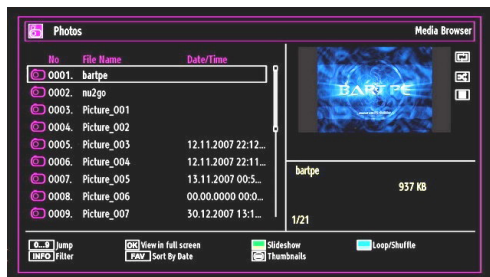 Photos Media Browser
No File Name Date/Time
0001. bartpe
0002. nu2go
0003. Picture_001
0004. Picture_002
0005. Picture_003 12.11.2007 22:12...
0006. Picture_004 12.11.2007 22:11...
0007. Picture_005 13.11.2007 00:5...
0008. Picture_006 00.00.0000 00:0...
0009. Picture_007 30.12.2007 13:1...
BART PE
bartpe
937 KB
1/21
0...9 Jump OK View in full screen Slideshow Loop/Shuffle
INFO Filter FAV Sort By Date Thumbnails